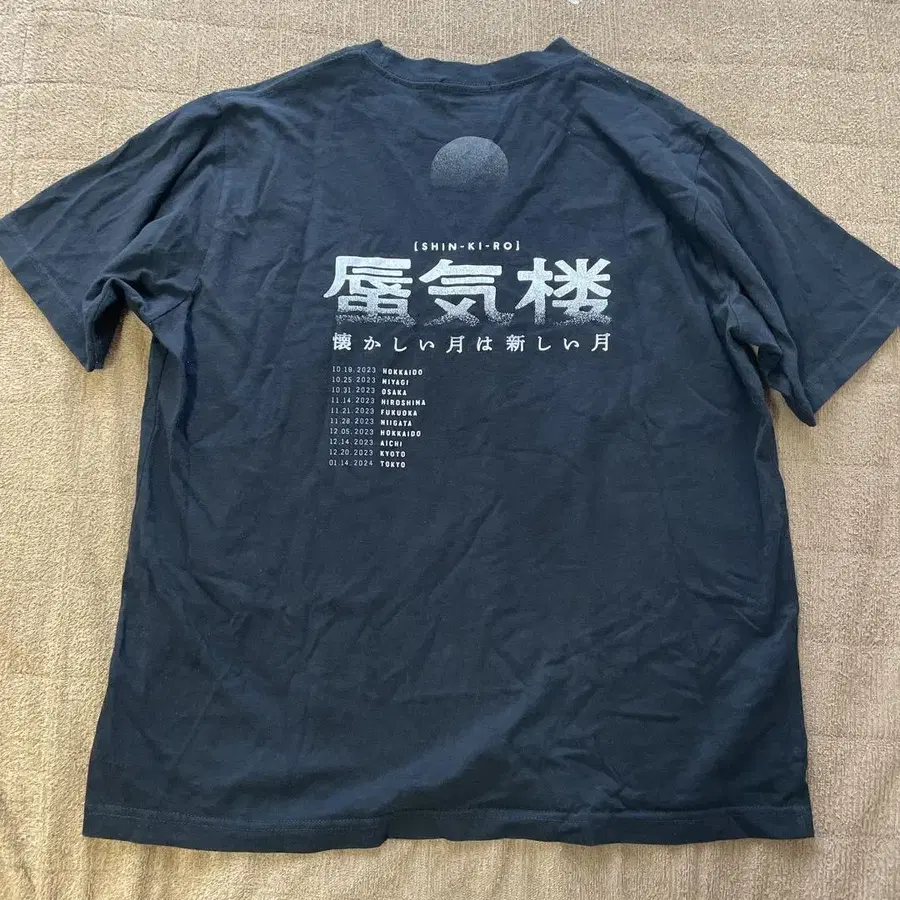 [SHIN-KI-RO]
蜃気楼
懐かしい月は新しい月
10.19.2023 HOKKAIDO
10.25.2023 MIYAGI
10.31.2023 OSAKA
11.14.2023 HIROSHIMA
11.21.2023 FUKUOKA
11.28.2023 NIIGATA
12.05.2023 HOKKAIDO
12.14.2023 AICHI
12.20.2023 KYOTO
01.14.2024 TOKYO